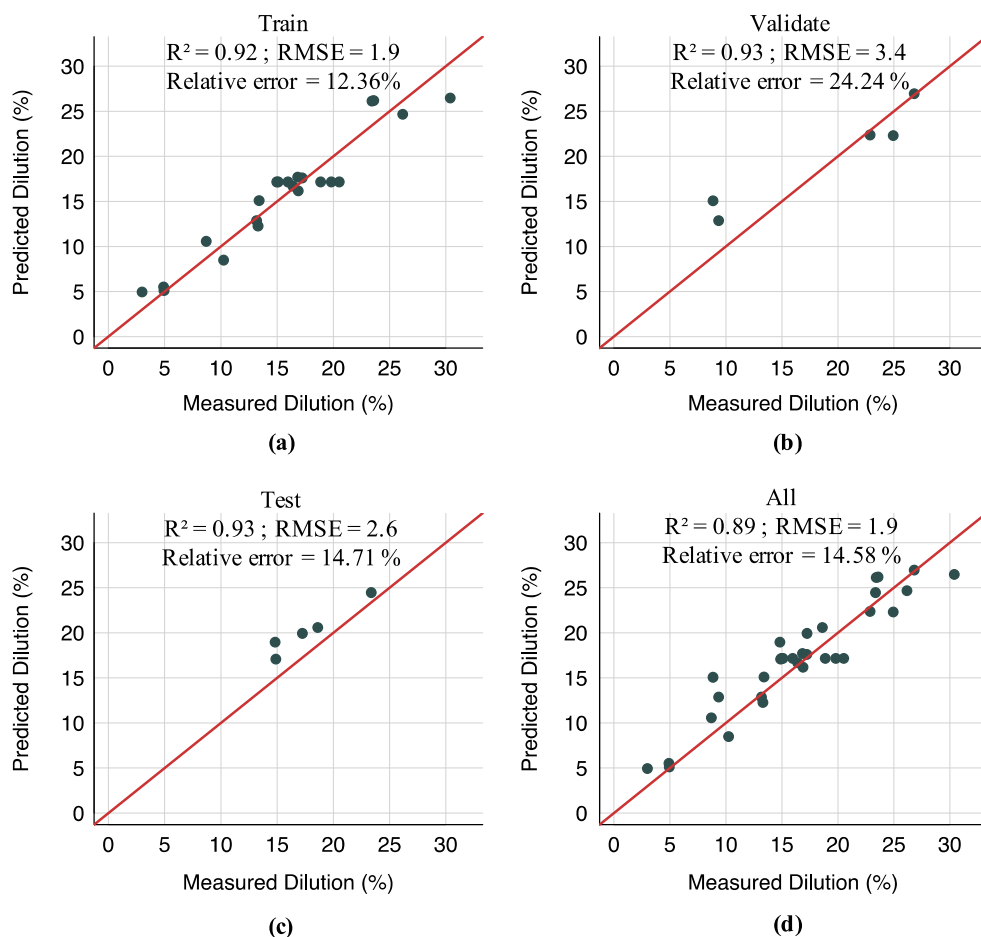 Train
R² = 0.92 ; RMSE = 1.9
Relative error = 12.36%
30
25
20
15
10
5
0
Predicted Dilution (%)
0 5 10 15 20 25 30
Measured Dilution (%)
(a)
Validate
R² = 0.93 ; RMSE = 3.4
Relative error = 24.24 %
30
25
20
15
10
5
0
Predicted Dilution (%)
0 5 10 15 20 25 30
Measured Dilution (%)
(b)
Test
R² = 0.93 ; RMSE = 2.6
Relative error = 14.71 %
30
25
20
15
10
5
0
Predicted Dilution (%)
0 5 10 15 20 25 30
Measured Dilution (%)
(c)
All
R² = 0.89 ; RMSE = 1.9
Relative error = 14.58 %
30
25
20
15
10
5
0
Predicted Dilution (%)
0 5 10 15 20 25 30
Measured Dilution (%)
(d)